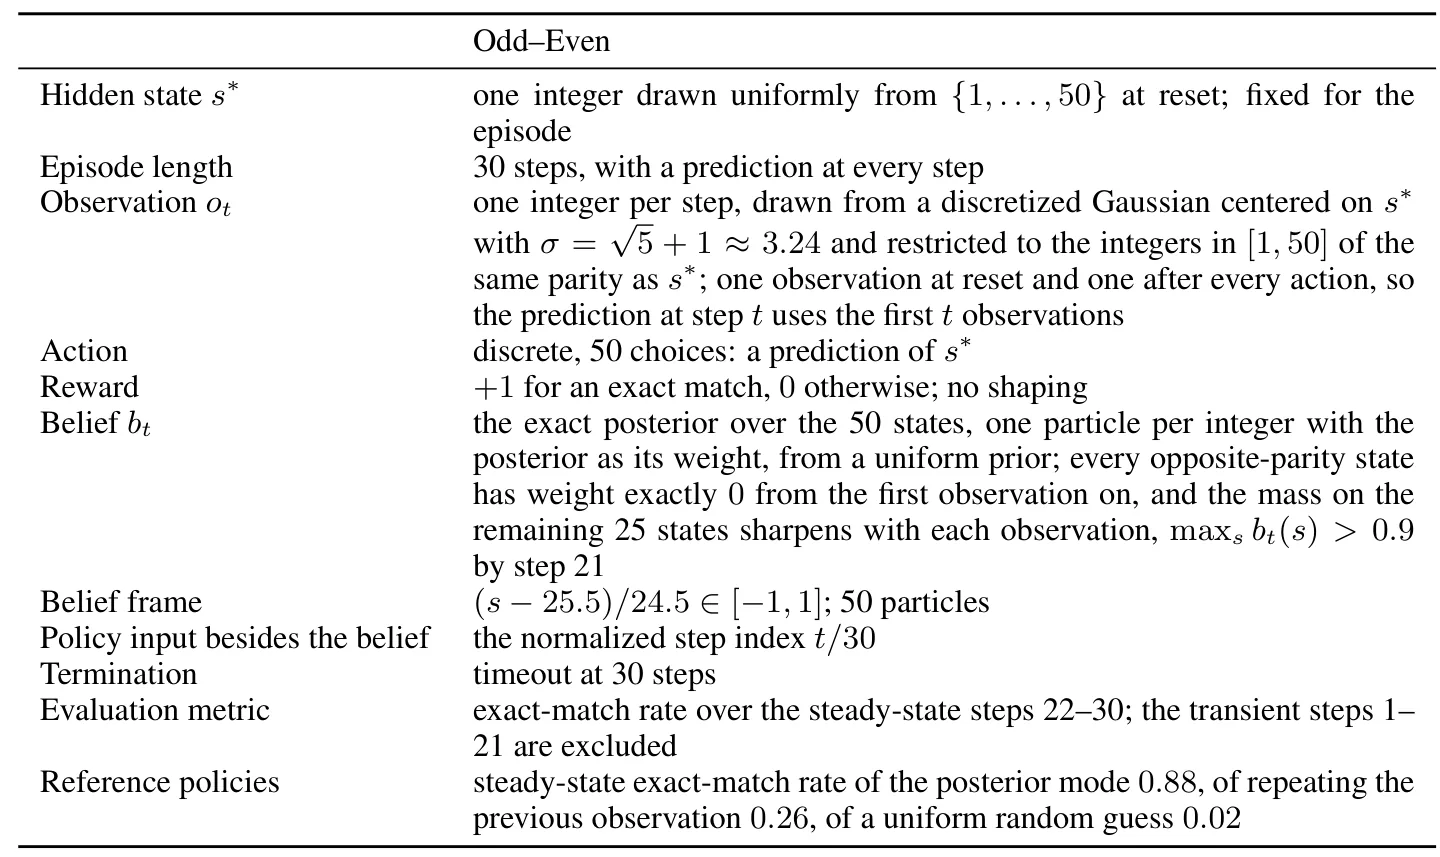 Odd–Even
Hidden state s* one integer drawn uniformly from {1, . . . , 50} at reset; fixed for the
episode
Episode length 30 steps, with a prediction at every step
Observation oₜ one integer per step, drawn from a discretized Gaussian centered on s*
with σ = √5 + 1 ≈ 3.24 and restricted to the integers in [1, 50] of the
same parity as s*; one observation at reset and one after every action, so
the prediction at step t uses the first t observations
Action discrete, 50 choices: a prediction of s*
Reward +1 for an exact match, 0 otherwise; no shaping
Belief bₜ the exact posterior over the 50 states, one particle per integer with the
posterior as its weight, from a uniform prior; every opposite-parity state
has weight exactly 0 from the first observation on, and the mass on the
remaining 25 states sharpens with each observation, maxₛ bₜ(s) > 0.9
by step 21
Belief frame (s − 25.5)/24.5 ∈ [−1, 1]; 50 particles
Policy input besides the belief the normalized step index t/30
Termination timeout at 30 steps
Evaluation metric exact-match rate over the steady-state steps 22–30; the transient steps 1–
21 are excluded
Reference policies steady-state exact-match rate of the posterior mode 0.88, of repeating the
previous observation 0.26, of a uniform random guess 0.02